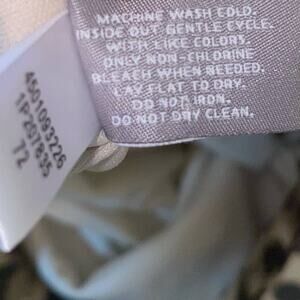 MACHINE WASH COLD.
INSIDE OUT GENTLE CYCLE.
WITH LIKE COLORS.
ONLY NON-CHLORINE
BLEACH WHEN NEEDED.
LAY FLAT TO DRY.
DO NOT IRON.
DO NOT DRY CLEAN.
4501093226
1P207835
72